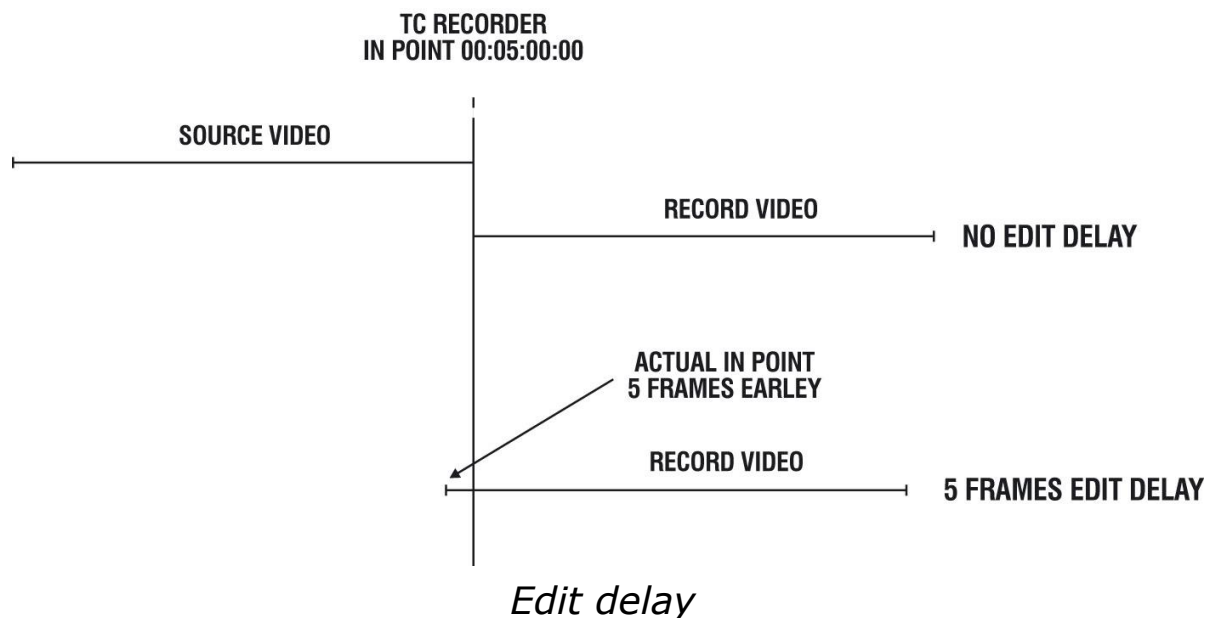 TC RECORDER
IN POINT 00:05:00:00
SOURCE VIDEO
RECORD VIDEO
NO EDIT DELAY
ACTUAL IN POINT
5 FRAMES EARLEY
RECORD VIDEO
5 FRAMES EDIT DELAY
Edit delay